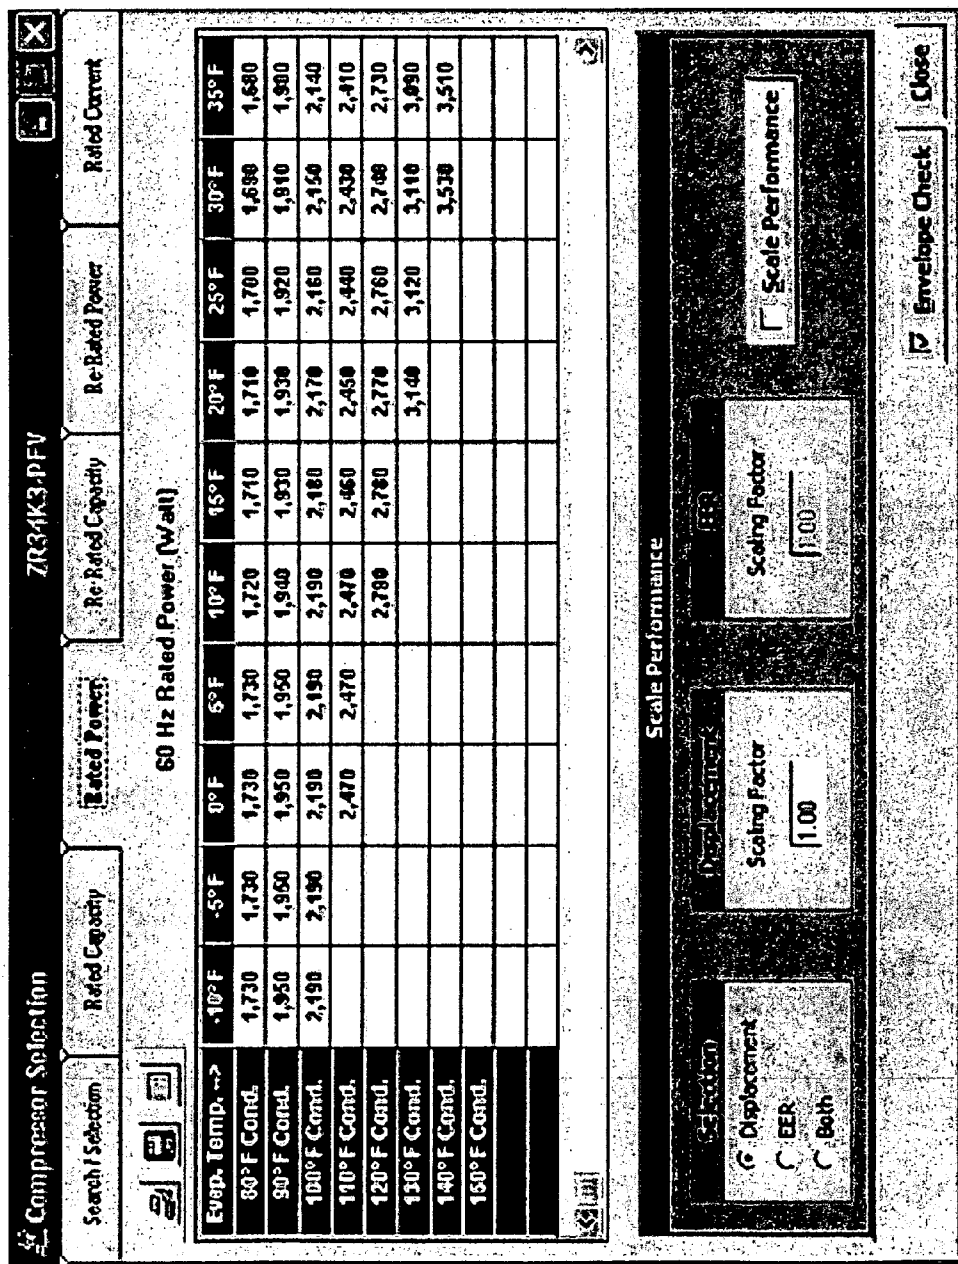 Compressor Selection ZR34K3-PFV
Search / Selection Rated Capacity Rated Power Re-Rated Capacity Re-Rated Power Rated Current
60 Hz Rated Power (Watt)
Evap. Temp. --> -10°F -5°F 0°F 5°F 10°F 15°F 20°F 25°F 30°F 35°F
80°F Cond. 1,730 1,730 1,730 1,730 1,720 1,710 1,710 1,700 1,690 1,680
90°F Cond. 1,950 1,950 1,950 1,950 1,940 1,930 1,930 1,920 1,910 1,900
100°F Cond. 2,190 2,190 2,190 2,190 2,190 2,180 2,170 2,160 2,150 2,140
110°F Cond. 2,470 2,470 2,470 2,460 2,450 2,440 2,430 2,410
120°F Cond. 2,780 2,780 2,770 2,760 2,730
130°F Cond. 3,140 3,120 3,110 3,090
140°F Cond. 3,530 3,510
150°F Cond.
Scale Performance
Selection Displacement EER
Displacement Scaling Factor Scaling Factor Scale Performance
EER 1.00 1.00
Both
Envelope Check Close